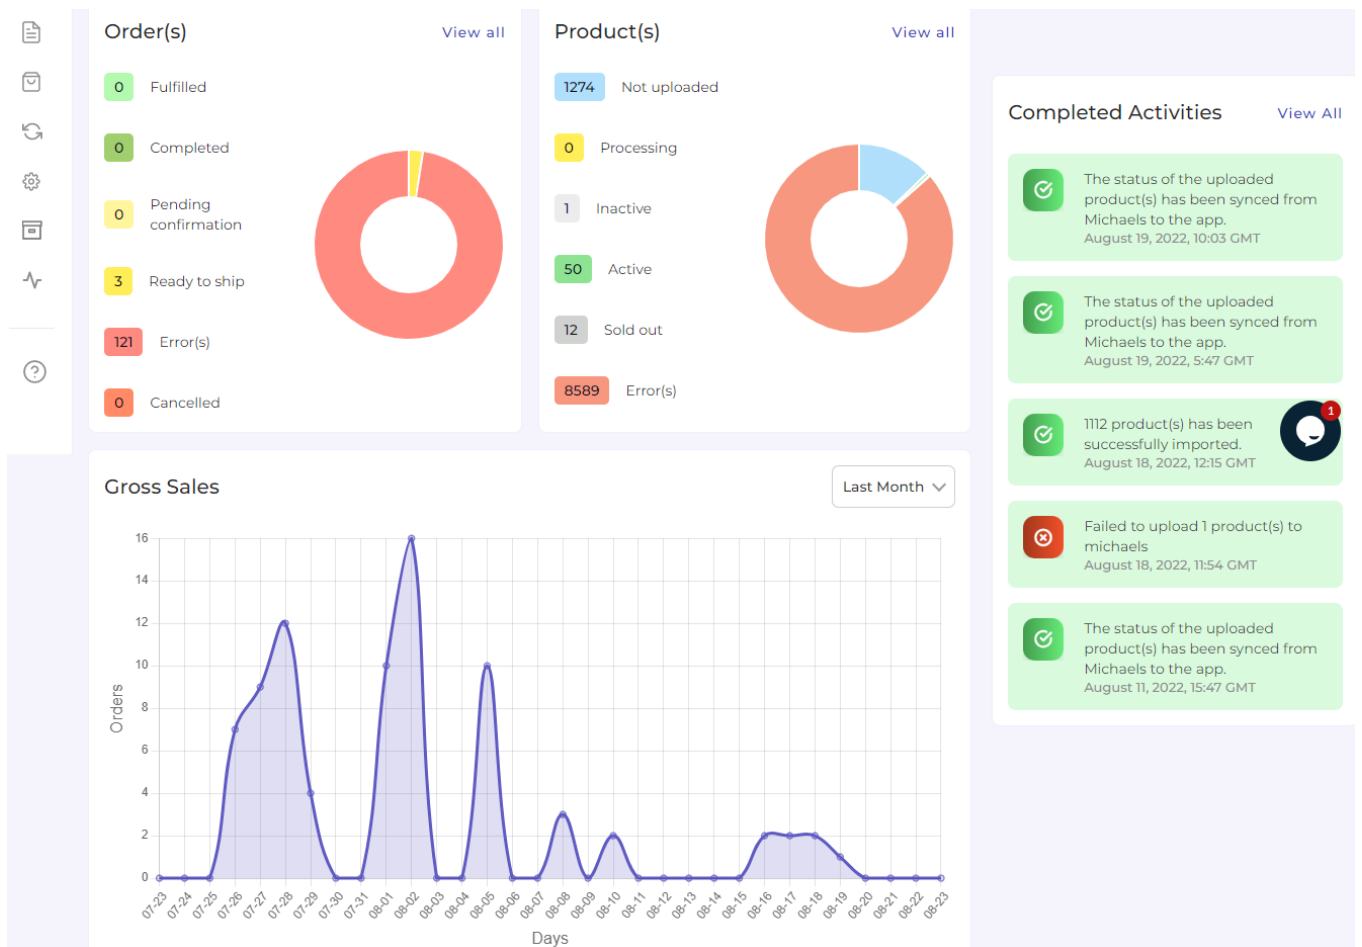 Order(s)
View all
0 Fulfilled
0 Completed
0 Pending
confirmation
3 Ready to ship
121 Error(s)
0 Cancelled
Product(s)
View all
1274 Not uploaded
0 Processing
1 Inactive
50 Active
12 Sold out
8589 Error(s)
Gross Sales
Last Month
16
14
12
10
8
6
4
2
0
Orders
07-23
07-24
07-25
07-26
07-27
07-28
07-29
07-30
07-31
08-01
08-02
08-03
08-04
08-05
08-06
08-07
08-08
08-09
08-10
08-11
08-12
08-13
08-14
08-15
08-16
08-17
08-18
08-19
08-20
08-21
08-22
08-23
Days
Completed Activities
View All
The status of the uploaded
product(s) has been synced from
Michaels to the app.
August 19, 2022, 10:03 GMT
The status of the uploaded
product(s) has been synced from
Michaels to the app.
August 19, 2022, 5:47 GMT
1112 product(s) has been
successfully imported.
August 18, 2022, 12:15 GMT
1
Failed to upload 1 product(s) to
michaels
August 18, 2022, 11:54 GMT
The status of the uploaded
product(s) has been synced from
Michaels to the app.
August 11, 2022, 15:47 GMT